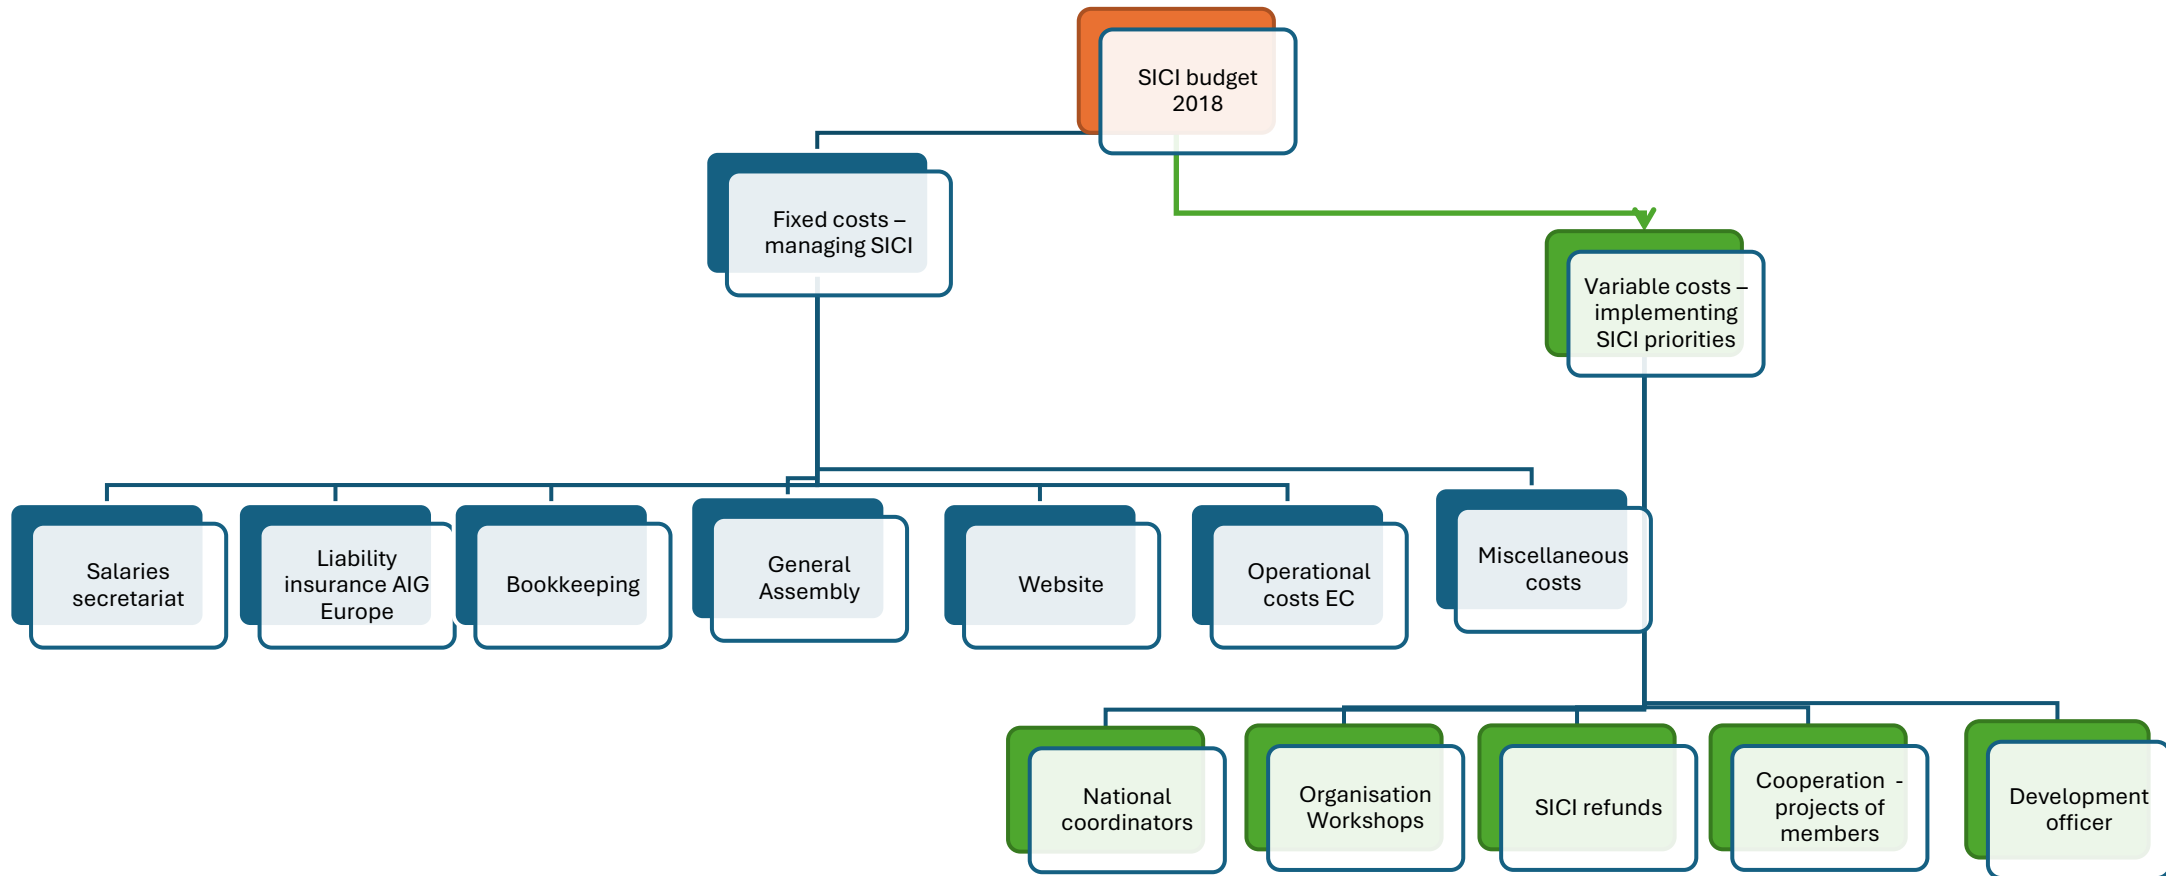 SICI budget
2018
Fixed costs –
managing SICI
Variable costs –
implementing
SICI priorities
Salaries
secretariat
Liability
insurance AIG
Europe
Bookkeeping
General
Assembly
Website
Operational
costs EC
Miscellaneous
costs
National
coordinators
Organisation
Workshops
SICI refunds
Cooperation -
projects of
members
Development
officer